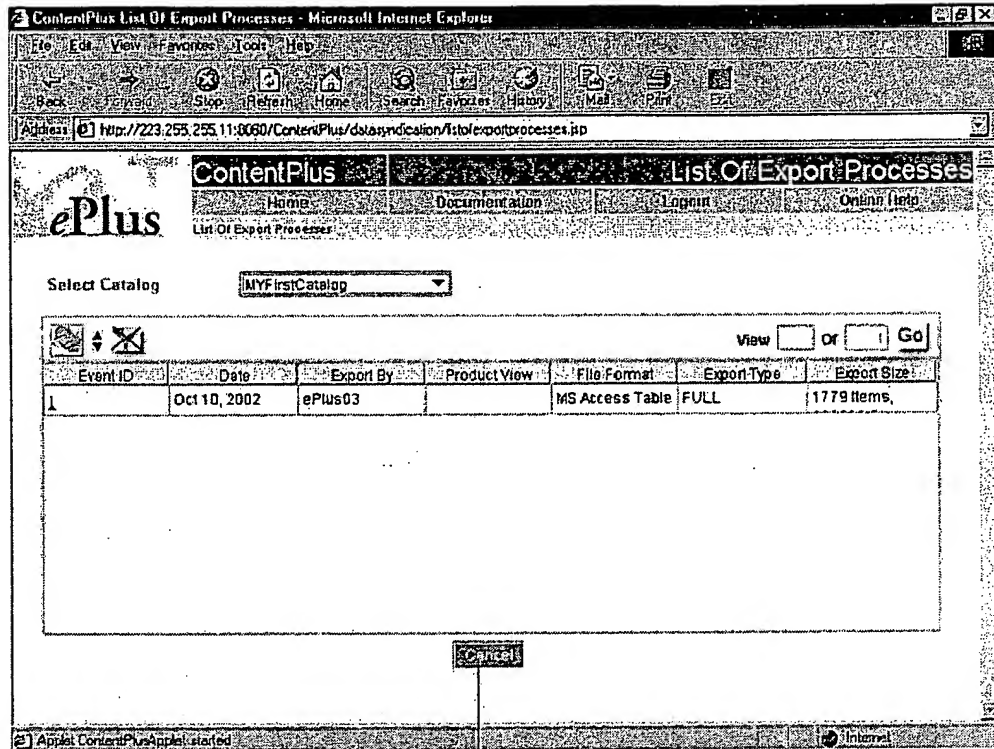 ContentPlus List Of Export Processes - Microsoft Internet Explorer
File Edit View Favorites Tools Help
Back Forward Stop Refresh Home Search Favorites History Mail Print
Address http://223.255.255.11:8080/ContentPlus/datasyndication/listofexportprocesses.jsp
ePlus
ContentPlus List Of Export Processes
Home Documentation Logout Online Help
List Of Export Processes
Select Catalog MYFirstCatalog
View Of 1 Go
Event ID Date Export By Product View File Format Export Type Export Size
1 Oct 10, 2002 ePlus03 MS Access Table FULL 1779 Items,
Cancel
Applet ContentPlusApplet started Internet